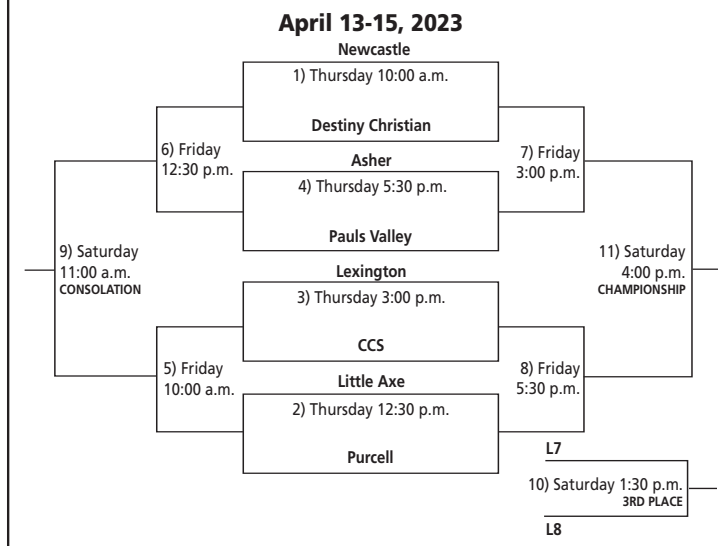 April 13-15, 2023
Newcastle
1) Thursday 10:00 a.m.
Destiny Christian
6) Friday
12:30 p.m.
7) Friday
3:00 p.m.
Asher
4) Thursday 5:30 p.m.
Pauls Valley
9) Saturday
11:00 a.m.
CONSOLATION
11) Saturday
4:00 p.m.
CHAMPIONSHIP
Lexington
3) Thursday 3:00 p.m.
CCS
5) Friday
10:00 a.m.
8) Friday
5:30 p.m.
Little Axe
2) Thursday 12:30 p.m.
Purcell
L7
10) Saturday 1:30 p.m.
3RD PLACE
L8